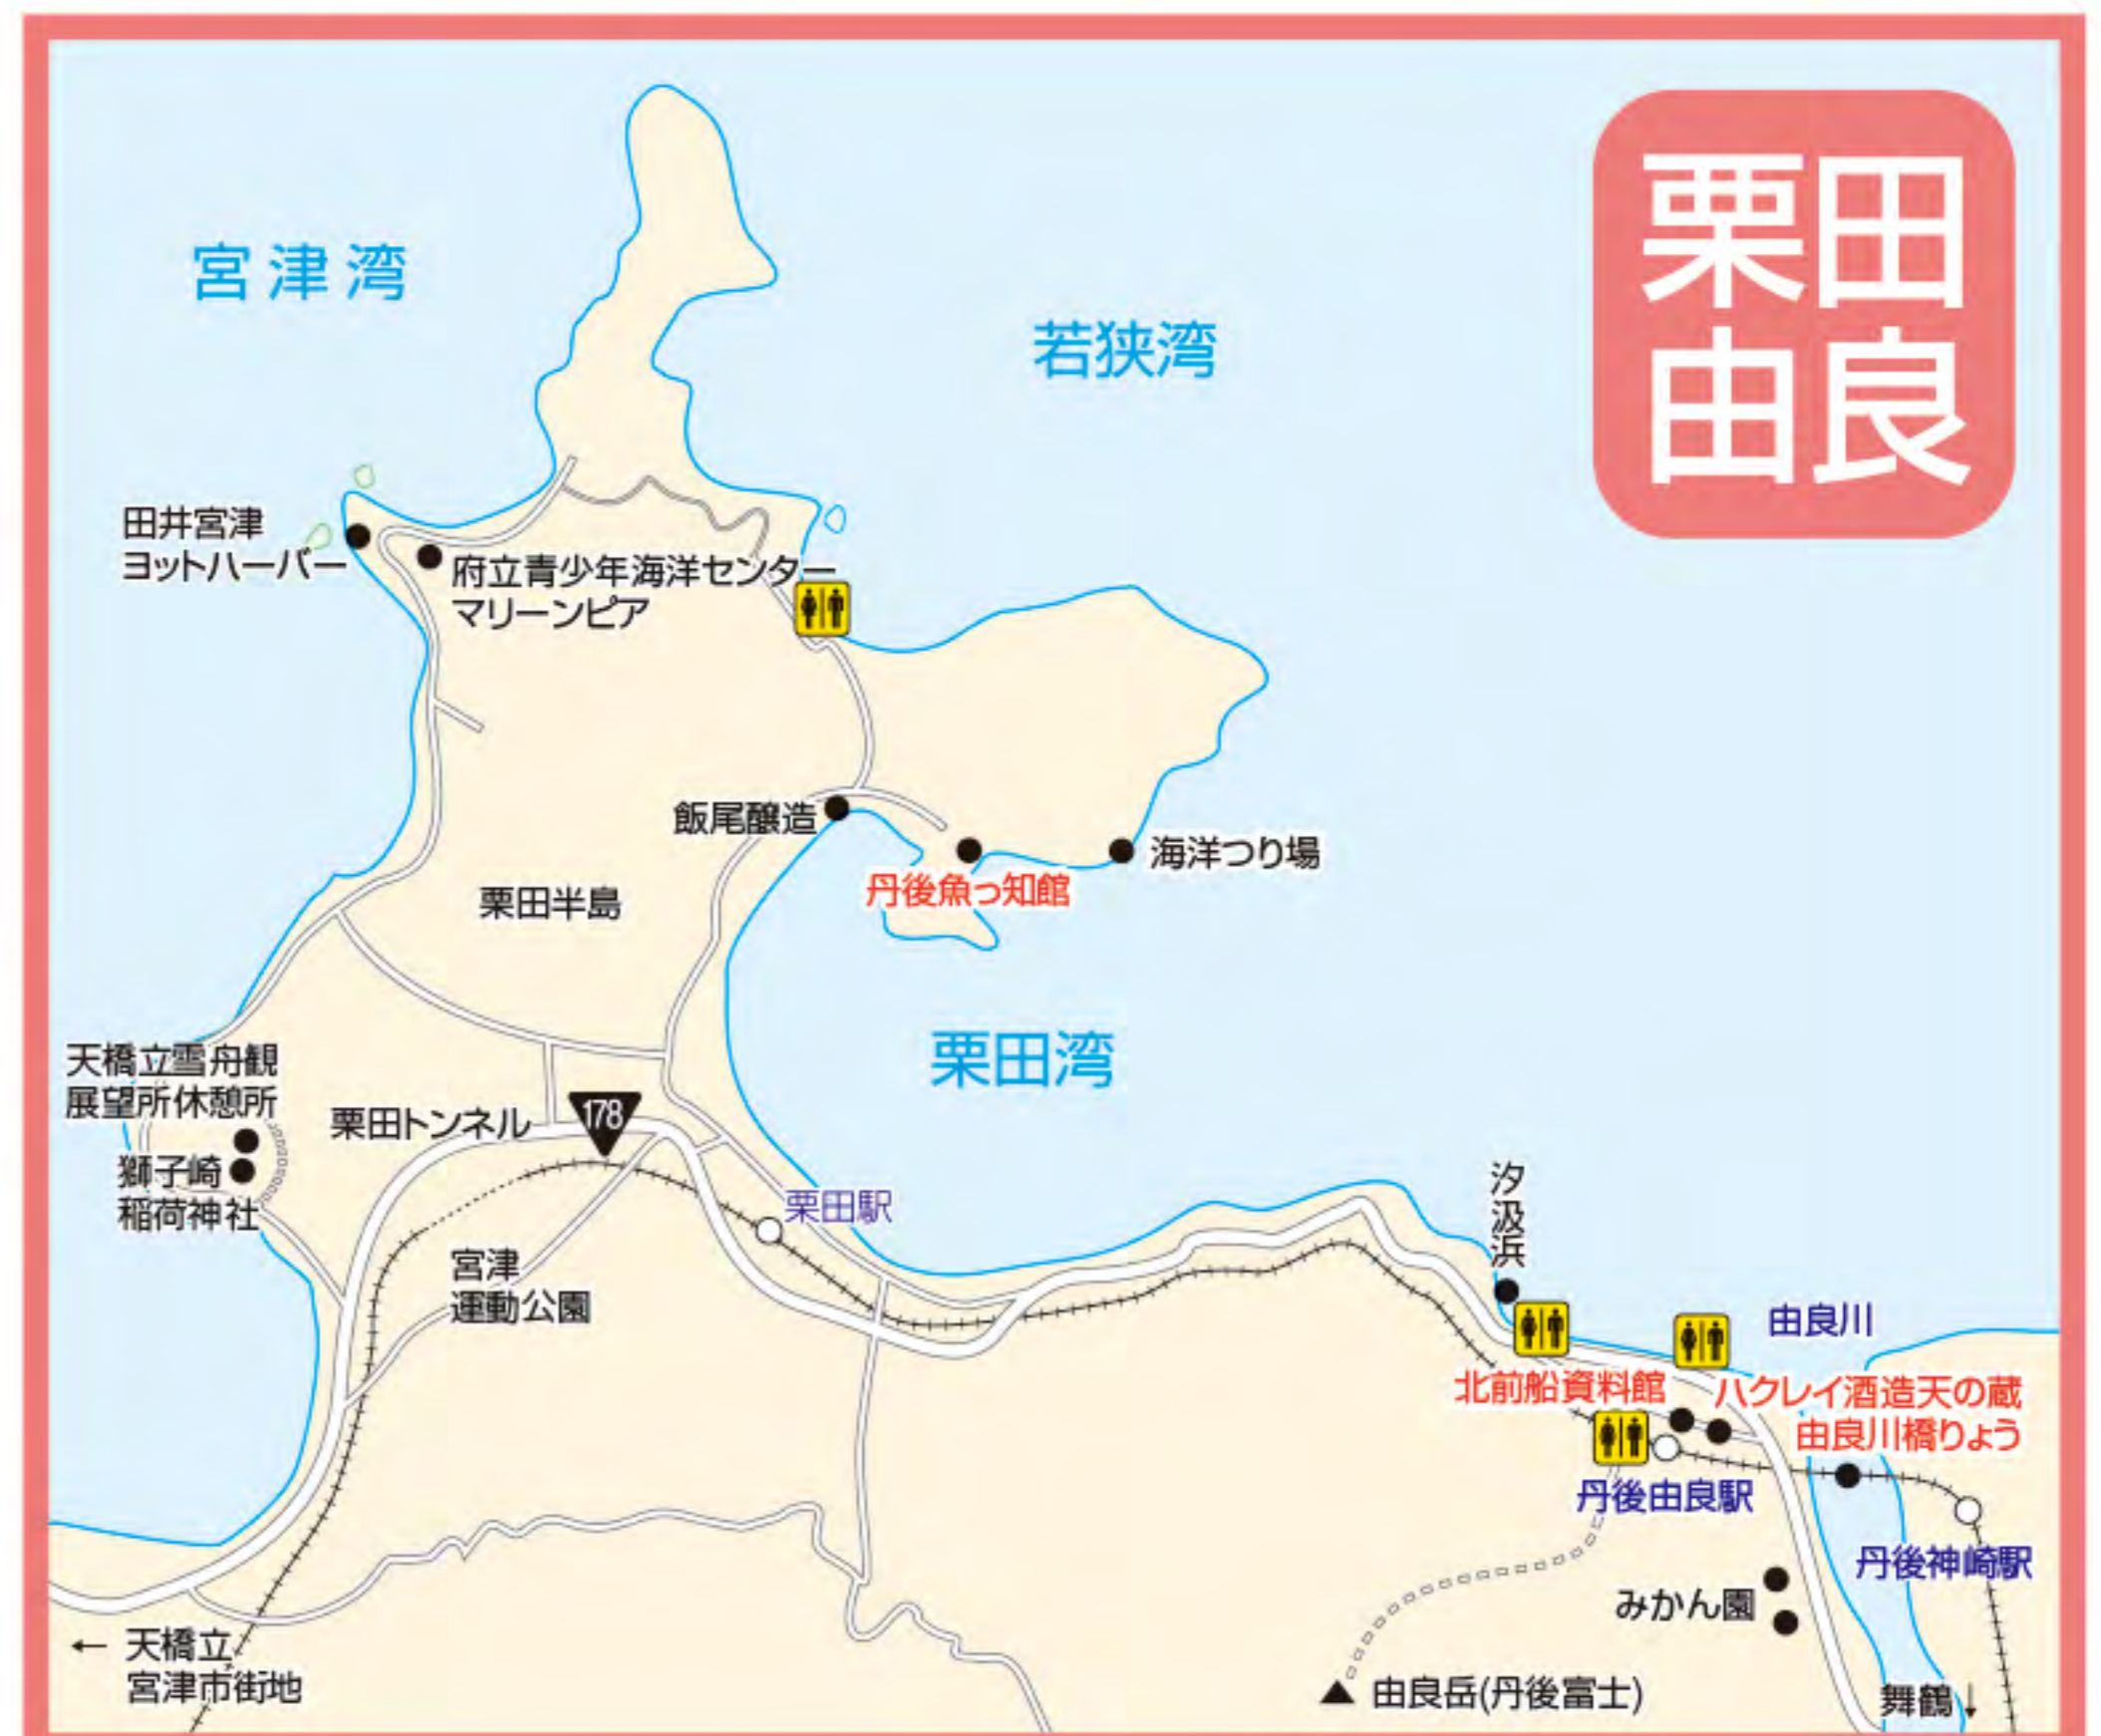 栗田
由良
宮津湾
若狭湾
田井宮津
ヨットハーバー
府立青少年海洋センター
マリーンピア
飯尾醸造
海洋つり場
丹後魚っ知館
栗田半島
栗田湾
天橋立雪舟観
展望所休憩所
栗田トンネル
178
獅子崎
稲荷神社
栗田駅
汐汲浜
宮津
運動公園
由良川
北前船資料館
ハクレイ酒造天の蔵
由良川橋りょう
丹後由良駅
丹後神崎駅
みかん園
← 天橋立
宮津市街地
▲ 由良岳(丹後富士)
舞鶴↓